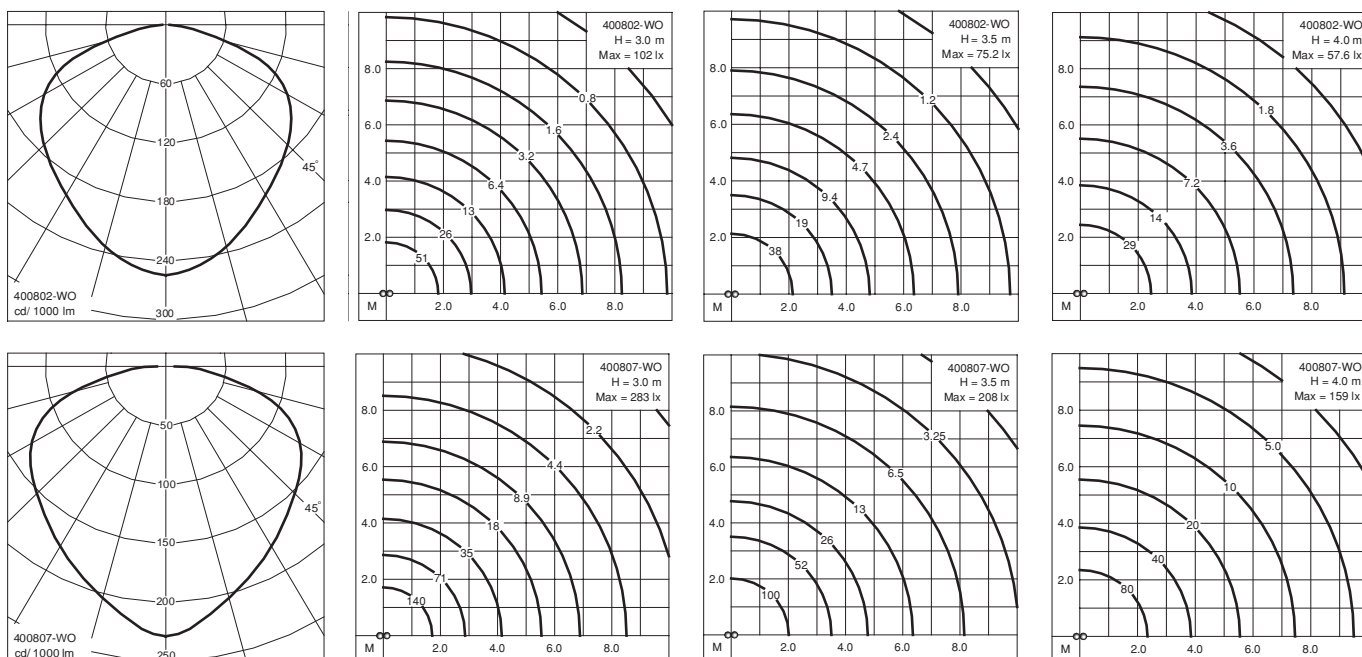 60
120
45°
180
240
300
400802-WO
cd/ 1000 lm
400802-WO
H = 3.0 m
Max = 102 lx
8.0
6.0
4.0
2.0
0.8
1.6
3.2
6.4
13
26
51
M 2.0 4.0 6.0 8.0
400802-WO
H = 3.5 m
Max = 75.2 lx
8.0
6.0
4.0
2.0
1.2
2.4
4.7
9.4
19
38
M 2.0 4.0 6.0 8.0
400802-WO
H = 4.0 m
Max = 57.6 lx
8.0
6.0
4.0
2.0
1.8
3.6
7.2
14
29
M 2.0 4.0 6.0 8.0
50
100
45°
150
200
250
400807-WO
cd/ 1000 lm
400807-WO
H = 3.0 m
Max = 283 lx
8.0
6.0
4.0
2.0
2.2
4.4
8.9
18
35
71
140
M 2.0 4.0 6.0 8.0
400807-WO
H = 3.5 m
Max = 208 lx
8.0
6.0
4.0
2.0
3.25
6.5
13
26
52
100
M 2.0 4.0 6.0 8.0
400807-WO
H = 4.0 m
Max = 159 lx
8.0
6.0
4.0
2.0
5.0
10
20
40
80
M 2.0 4.0 6.0 8.0